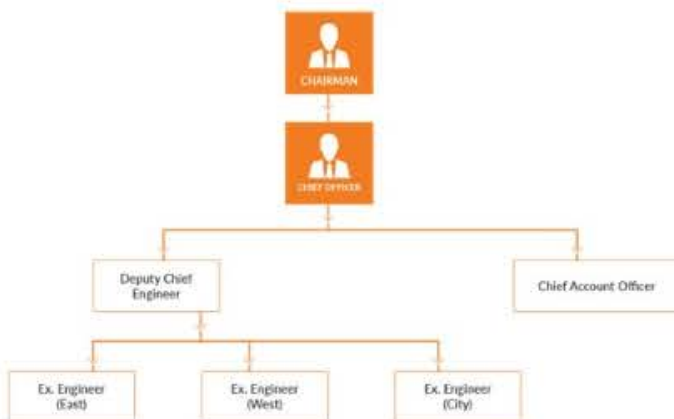 CHAIRMAN
CHIEF OFFICER
Deputy Chief
Engineer
Chief Account Officer
Ex. Engineer
(East)
Ex. Engineer
(West)
Ex. Engineer
(City)